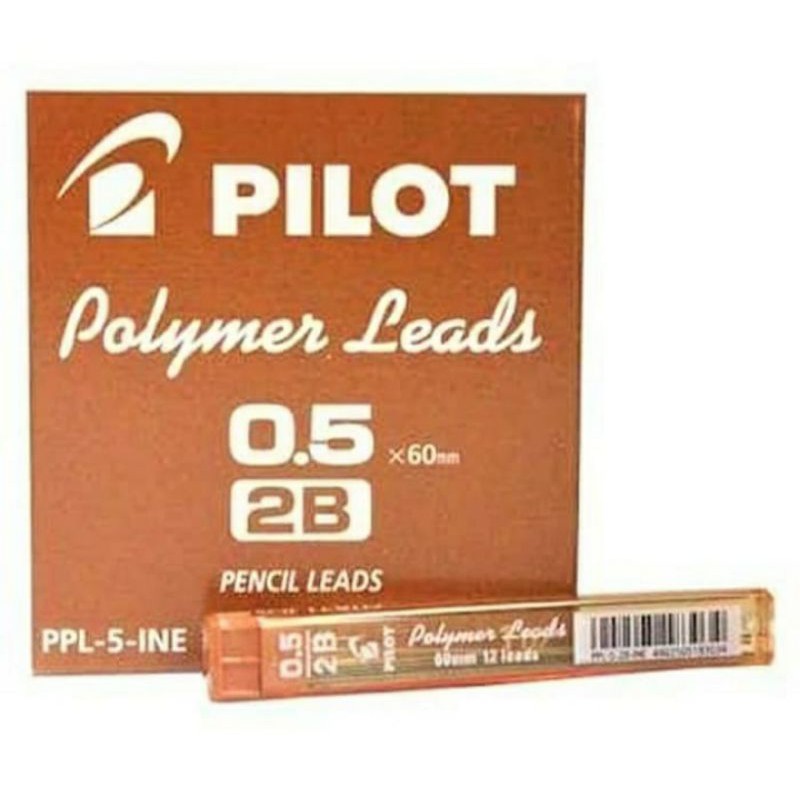 PILOT
Polymer Leads
0.5 ×60mm
2B
PENCIL LEADS
PPL-5-INE
0.5
2B
PILOT
Polymer Leads
60mm 12 leads